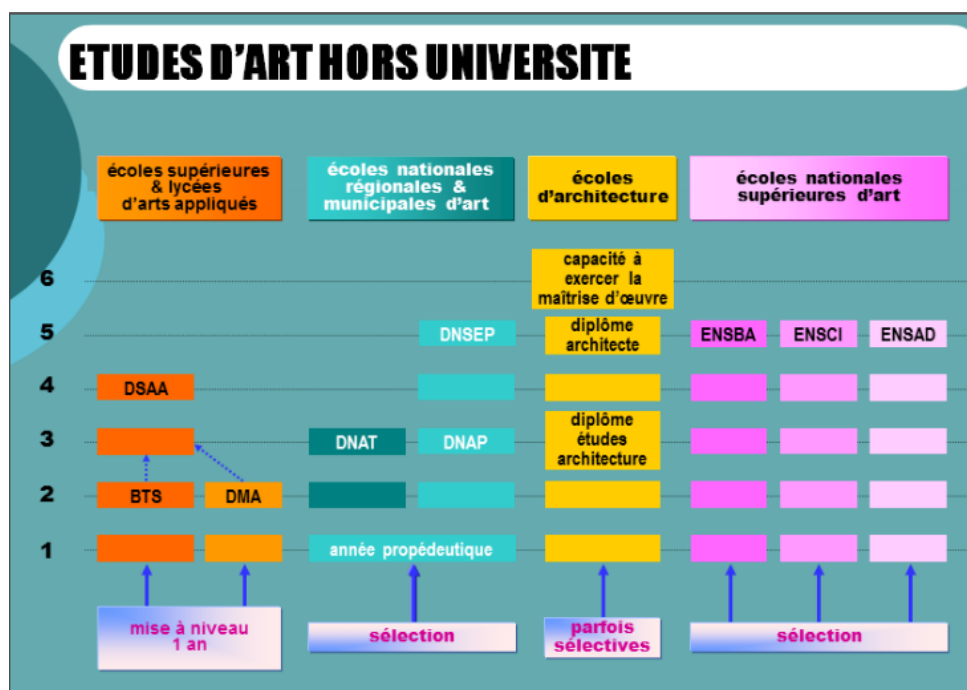 ETUDES D'ART HORS UNIVERSITE
écoles supérieures
& lycées
d'arts appliqués
écoles nationales
régionales &
municipales d'art
écoles
d'architecture
écoles nationales
supérieures d'art
6
capacité à
exercer la
maîtrise d'œuvre
5
DNSEP
diplôme
architecte
ENSBA
ENSCI
ENSAD
4
DSAA
3
DNAT
DNAP
diplôme
études
architecture
2
BTS
DMA
1
année propédeutique
mise à niveau
1 an
sélection
parfois
sélectives
sélection